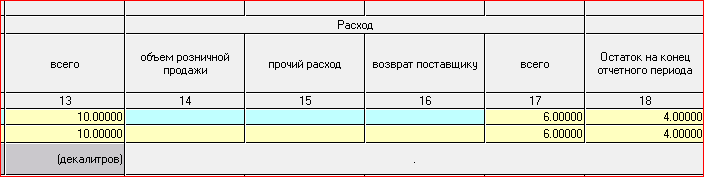 Расход
всего объем розничной продажи прочий расход возврат поставщику всего Остаток на конец отчетного периода
13 14 15 16 17 18
10.00000 6.00000 4.00000
10.00000 6.00000 4.00000
(декалитров) .